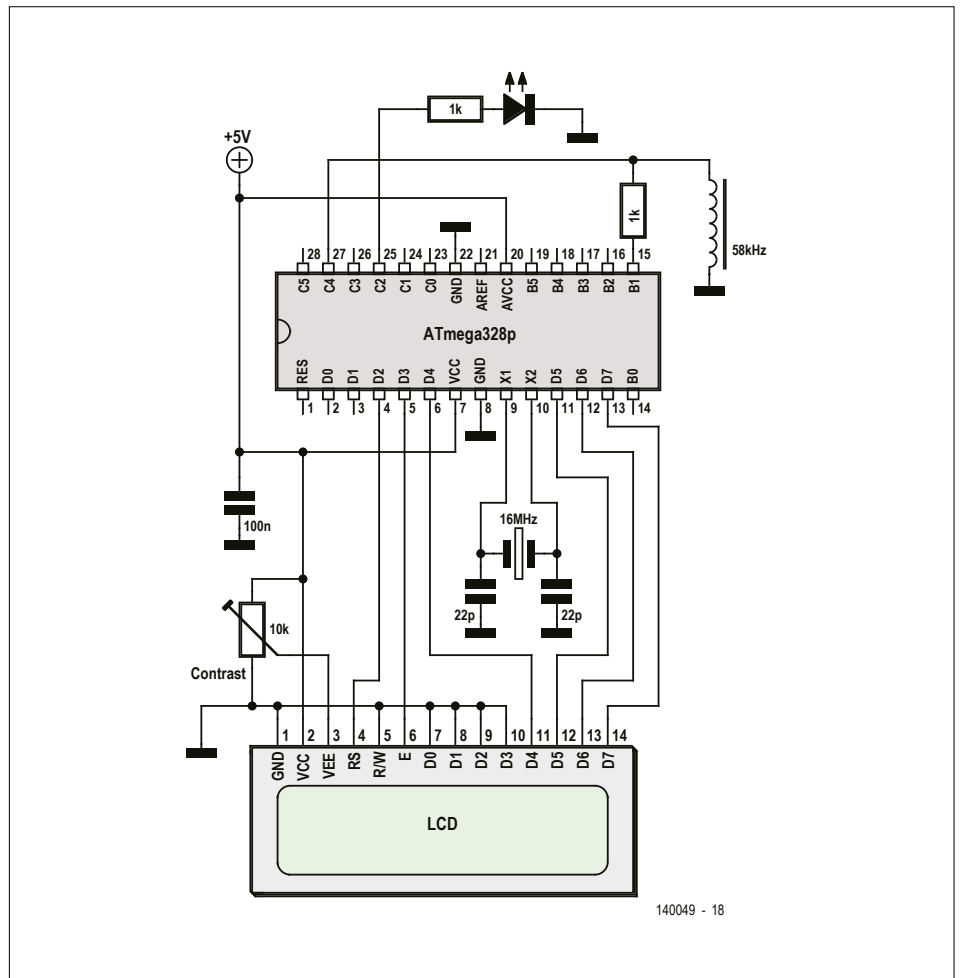 1k
+5V
1k
58kHz
28 27 26 25 24 23 22 21 20 19 18 17 16 15
C5 C4 C3 C2 C1 C0 GND AREF AVCC B5 B4 B3 B2 B1
ATmega328p
RES D0 D1 D2 D3 D4 VCC GND X1 X2 D5 D6 D7 B0
1 2 3 4 5 6 7 8 9 10 11 12 13 14
100n
16MHz
22p 22p
10k
Contrast
1 2 3 4 5 6 7 8 9 10 11 12 13 14
GND VCC VEE RS R/W E D0 D1 D2 D3 D4 D5 D6 D7
LCD
140049 - 18